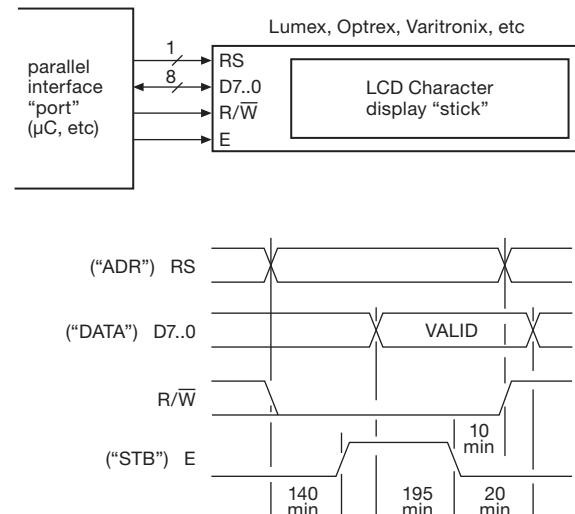 Lumex, Optrex, Varitronix, etc
parallel
interface
“port”
(µC, etc)
1
8
RS
D7..0
R/W̅
E
LCD Character
display “stick”
(“ADR”) RS
(“DATA”) D7..0
VALID
R/W̅
(“STB”) E
10
min
140
min
195
min
20
min